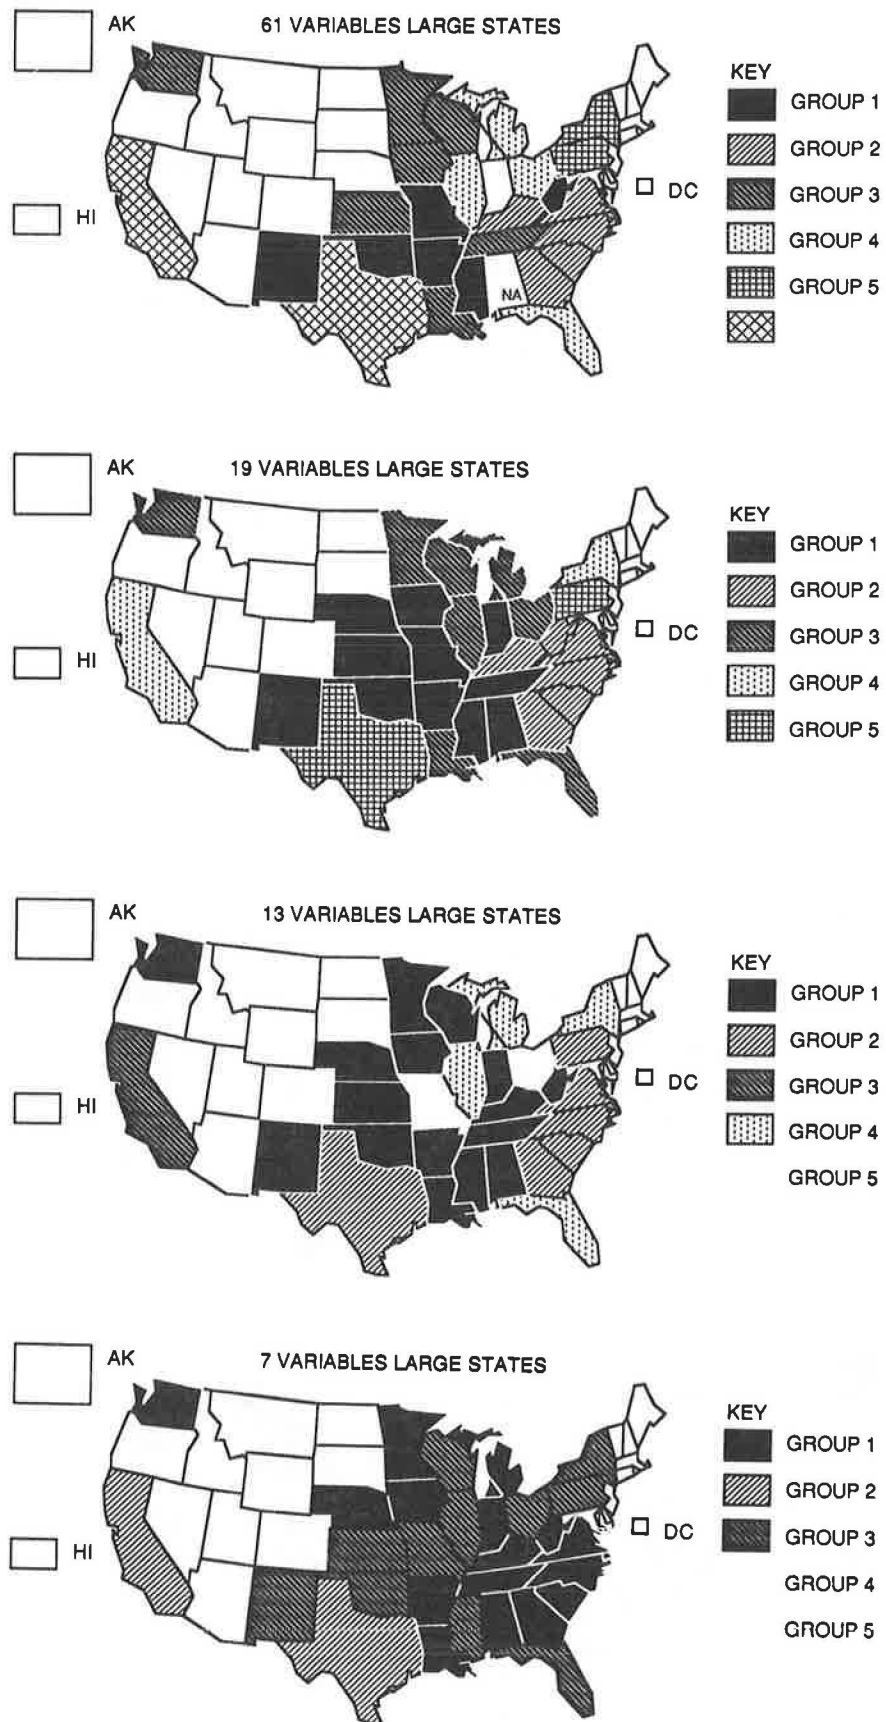 AK
61 VARIABLES LARGE STATES
KEY
GROUP 1
GROUP 2
GROUP 3
GROUP 4
GROUP 5
DC
HI
NA
AK
19 VARIABLES LARGE STATES
KEY
GROUP 1
GROUP 2
GROUP 3
GROUP 4
GROUP 5
DC
HI
AK
13 VARIABLES LARGE STATES
KEY
GROUP 1
GROUP 2
GROUP 3
GROUP 4
GROUP 5
DC
HI
AK
7 VARIABLES LARGE STATES
KEY
GROUP 1
GROUP 2
GROUP 3
GROUP 4
GROUP 5
DC
HI